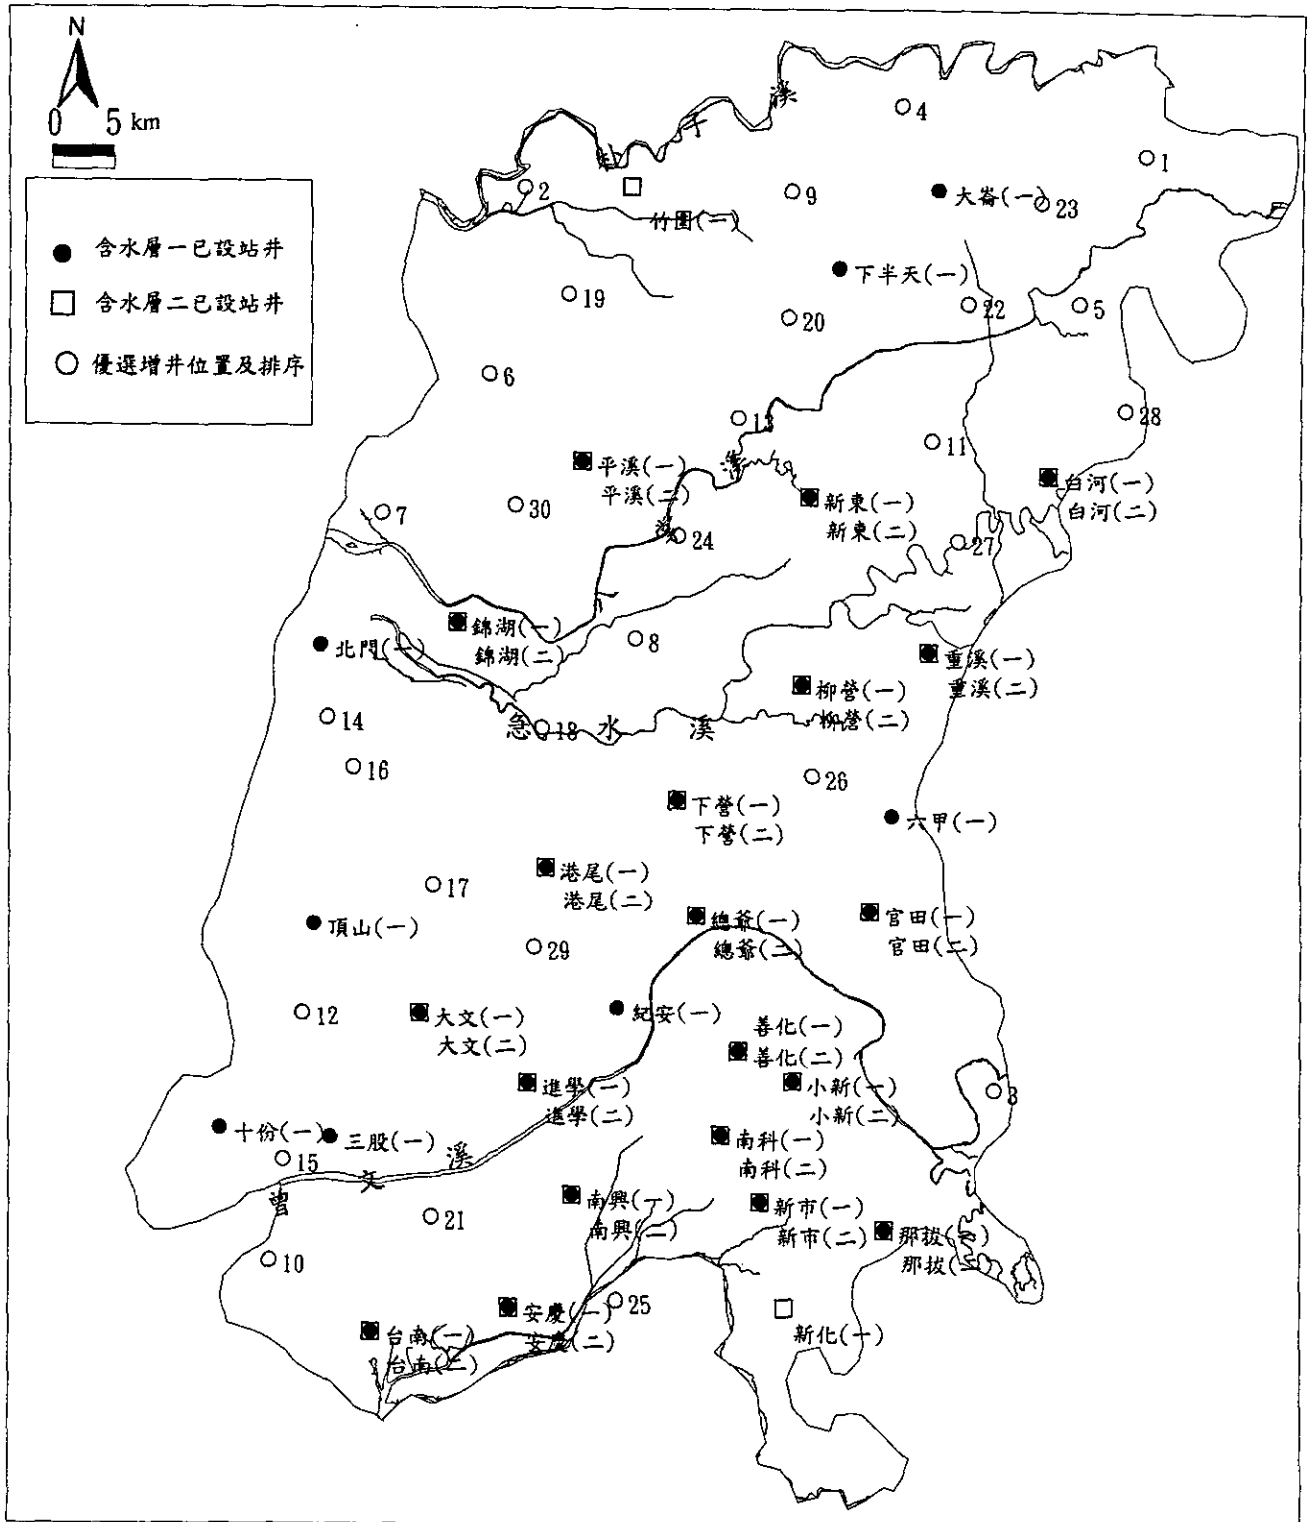 N
0 5 km
含水層一已設站井
含水層二已設站井
優選增井位置及排序
溪
子
4
1
2
竹園(二)
9
大崙(一)
23
下半天(一)
19
20
22
5
6
13
28
11
平溪(一)
平溪(二)
溪
白河(一)
白河(二)
30
新東(一)
新東(二)
7
24
27
錦湖(一)
錦湖(二)
北門(一)
8
重溪(一)
重溪(二)
柳營(一)
柳營(二)
14
急水溪
18
16
26
下營(一)
下營(二)
六甲(一)
港尾(一)
港尾(二)
17
頂山(一)
總爺(一)
總爺(二)
官田(一)
官田(二)
29
12
大文(一)
大文(二)
紀安(一)
善化(一)
善化(二)
進學(一)
進學(二)
小新(一)
小新(二)
3
十份(一)
三股(一)
南科(一)
南科(二)
15
曾文溪
南興(一)
南興(二)
新市(一)
新市(二)
21
那拔(一)
那拔(二)
10
25
安慶(一)
安慶(二)
台南(一)
台南(二)
新化(一)